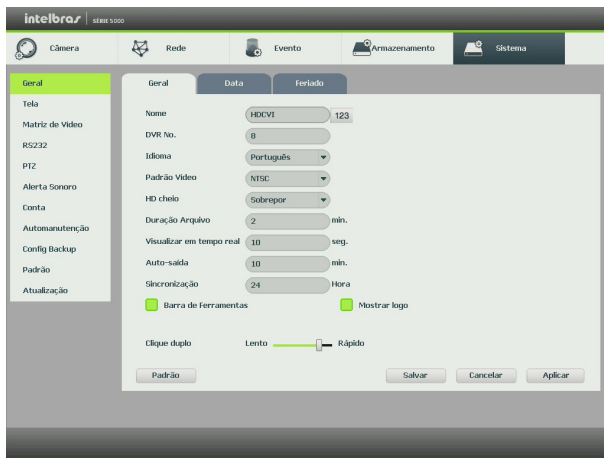 intelbras SÉRIE 5000
Câmera Rede Evento Armazenamento Sistema
Geral
Tela
Matriz de Vídeo
RS232
PTZ
Alerta Sonoro
Conta
Automanutenção
Config Backup
Padrão
Atualização
Geral Data Feriado
Nome HDCVI 123
DVR No. 8
Idioma Português
Padrão Video NTSC
HD cheio Sobrepor
Duração Arquivo 2 min.
Visualizar em tempo real 10 seg.
Auto-saída 10 min.
Sincronização 24 Hora
Barra de Ferramentas Mostrar logo
Clique duplo Lento Rápido
Padrão Salvar Cancelar Aplicar